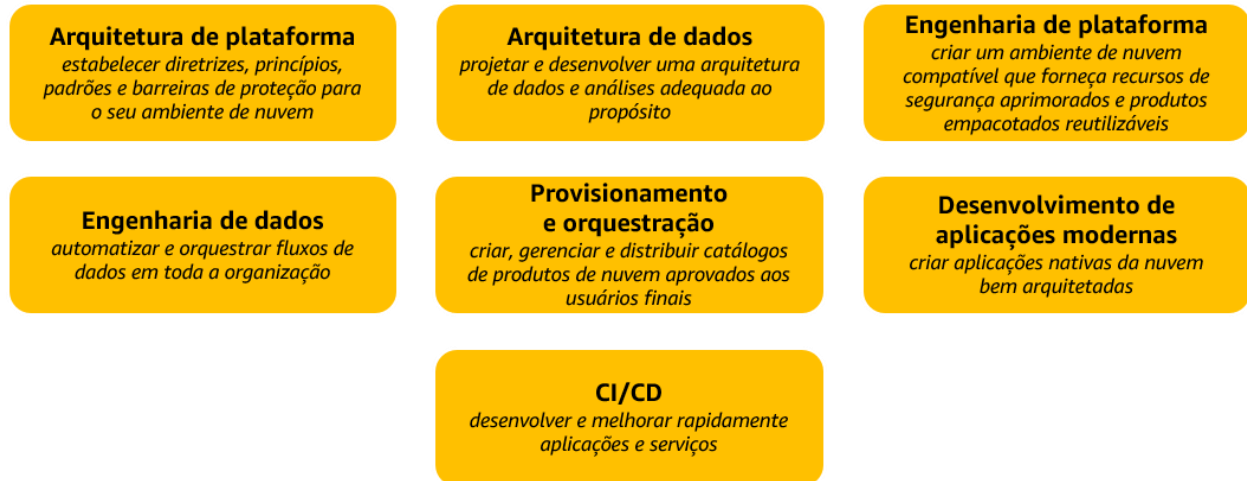 Arquitetura de plataforma
estabelecer diretrizes, princípios,
padrões e barreiras de proteção para
o seu ambiente de nuvem
Arquitetura de dados
projetar e desenvolver uma arquitetura
de dados e análises adequada ao
propósito
Engenharia de plataforma
criar um ambiente de nuvem
compatível que forneça recursos de
segurança aprimorados e produtos
empacotados reutilizáveis
Engenharia de dados
automatizar e orquestrar fluxos de
dados em toda a organização
Provisionamento
e orquestração
criar, gerenciar e distribuir catálogos
de produtos de nuvem aprovados aos
usuários finais
Desenvolvimento de
aplicações modernas
criar aplicações nativas da nuvem
bem arquitetadas
CI/CD
desenvolver e melhorar rapidamente
aplicações e serviços